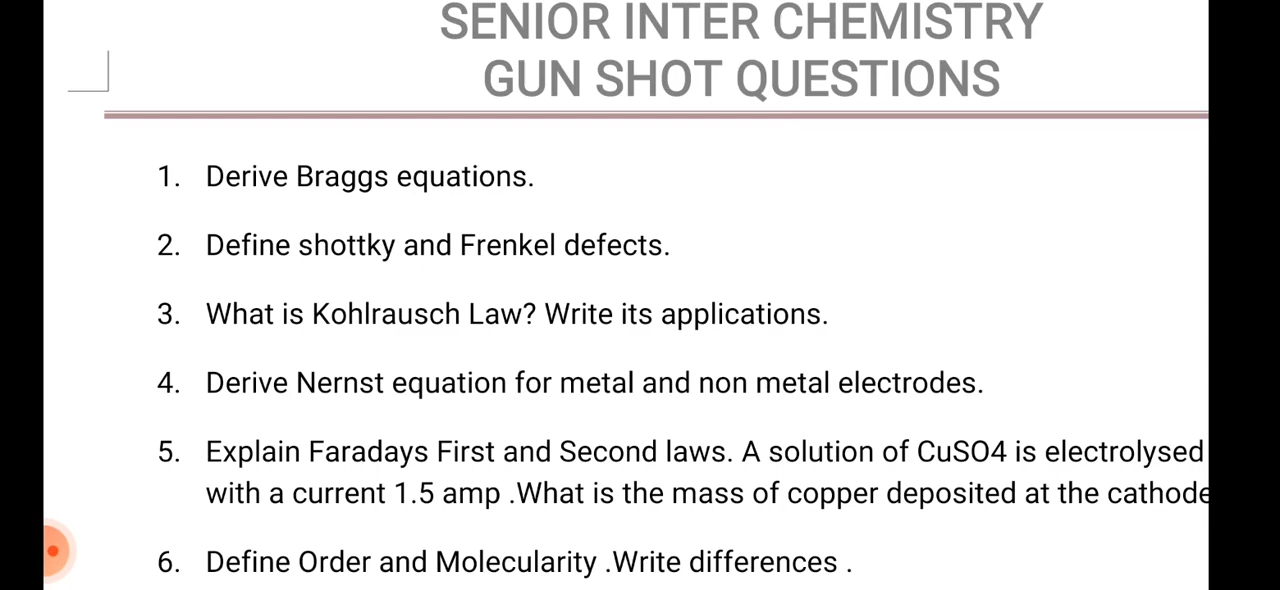 SENIOR INTER CHEMISTRY
GUN SHOT QUESTIONS
1. Derive Braggs equations.
2. Define shottky and Frenkel defects.
3. What is Kohlrausch Law? Write its applications.
4. Derive Nernst equation for metal and non metal electrodes.
5. Explain Faradays First and Second laws. A solution of CuSO4 is electrolysed
with a current 1.5 amp .What is the mass of copper deposited at the cathode
6. Define Order and Molecularity .Write differences .